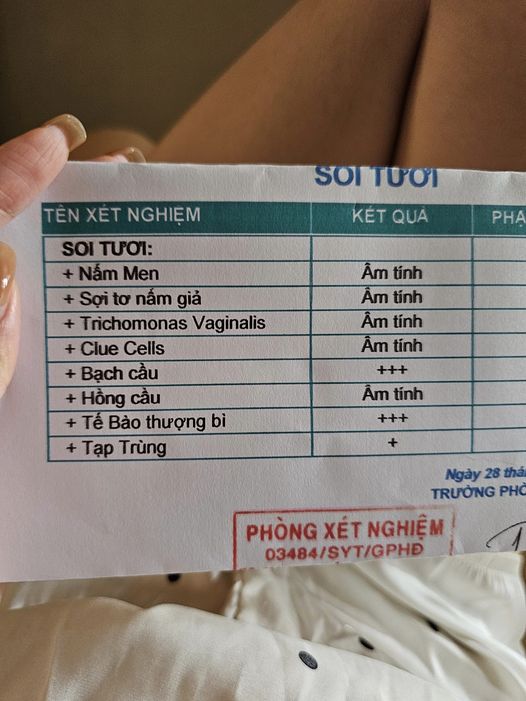 SOI TƯƠI
TÊN XÉT NGHIỆM KẾT QUẢ
SOI TƯƠI:
+ Nấm Men Âm tính
+ Sợi tơ nấm giả Âm tính
+ Trichomonas Vaginalis Âm tính
+ Clue Cells Âm tính
+ Bạch cầu +++
+ Hồng cầu Âm tính
+ Tế Bào thượng bì +++
+ Tạp Trùng +
Ngày 28
TRƯỞNG
PHÒNG XÉT NGHIỆM
03484/SYT/GPHĐ